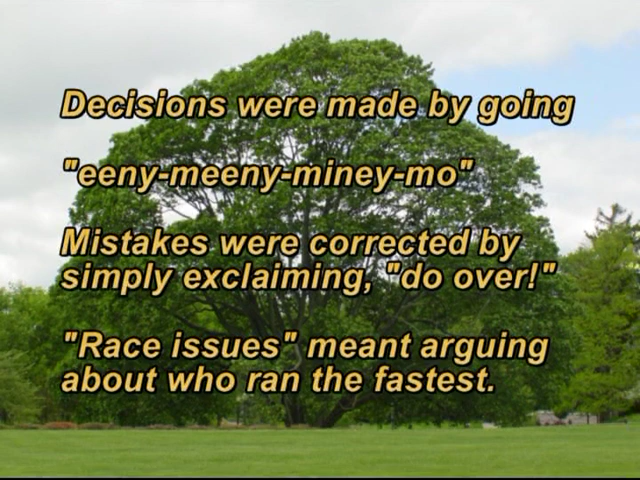 Decisions were made by going
"eeny-meeny-miney-mo"
Mistakes were corrected by
simply exclaiming, "do over!"
"Race issues" meant arguing
about who ran the fastest.